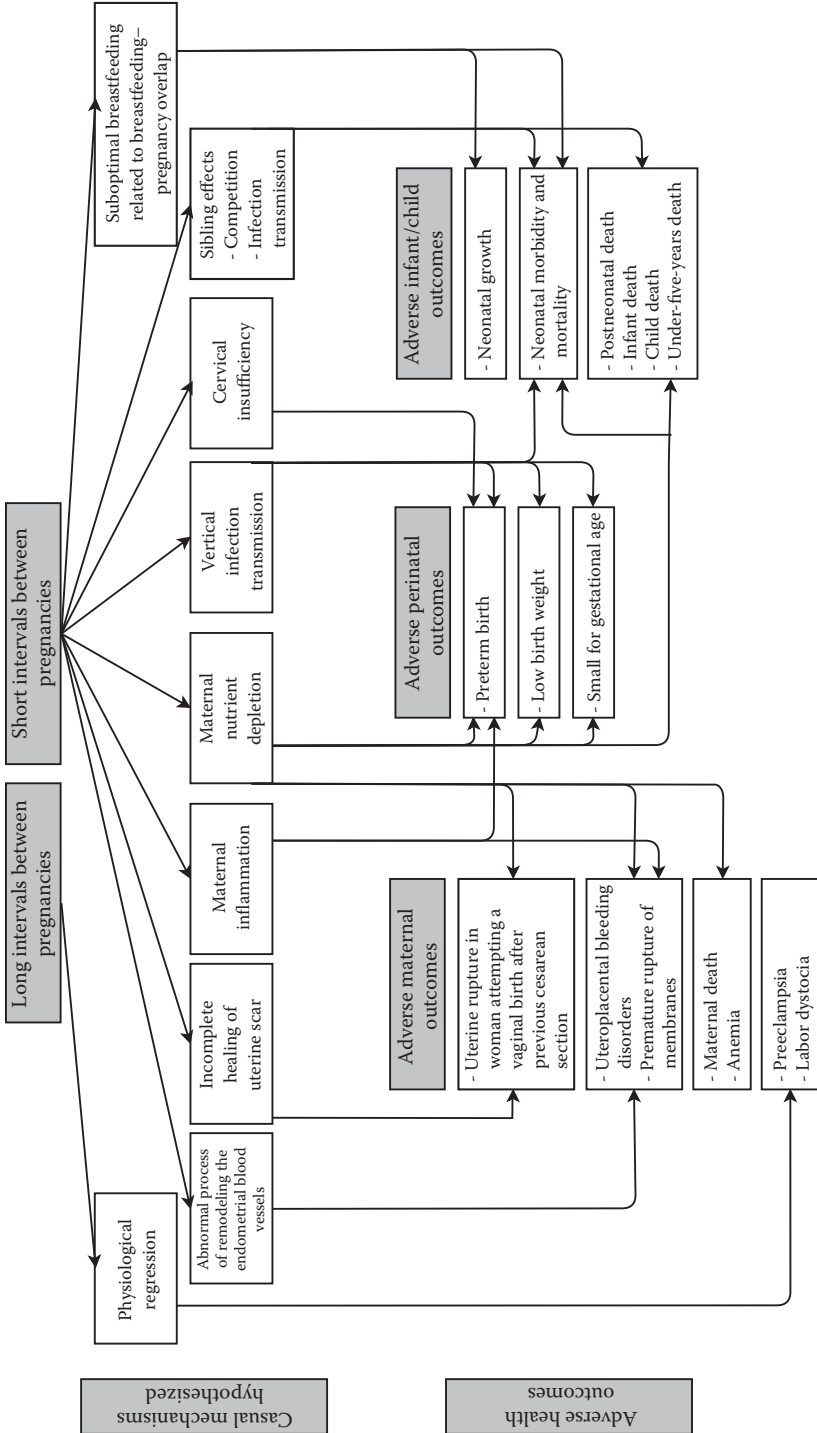 Long intervals between
pregnancies
Short intervals between
pregnancies
Casual mechanisms
hypothesized
Physiological
regression
Suboptimal breastfeeding
related to breastfeeding–
pregnancy overlap
Abnormal process
of remodeling the
endometrial blood
vessels
Incomplete
healing of
uterine scar
Maternal
inflammation
Maternal
nutrient
depletion
Vertical
infection
transmission
Cervical
insufficiency
Sibling effects
- Competition
- Infection
transmission
Adverse health
outcomes
Adverse maternal
outcomes
- Uterine rupture in
woman attempting a
vaginal birth after
previous cesarean
section
- Uteroplacental bleeding
disorders
- Premature rupture of
membranes
- Maternal death
- Anemia
- Preeclampsia
- Labor dystocia
Adverse perinatal
outcomes
- Preterm birth
- Low birth weight
- Small for gestational age
Adverse infant/child
outcomes
- Neonatal growth
- Neonatal morbidity and
mortality
- Postneonatal death
- Infant death
- Child death
- Under-five-years death